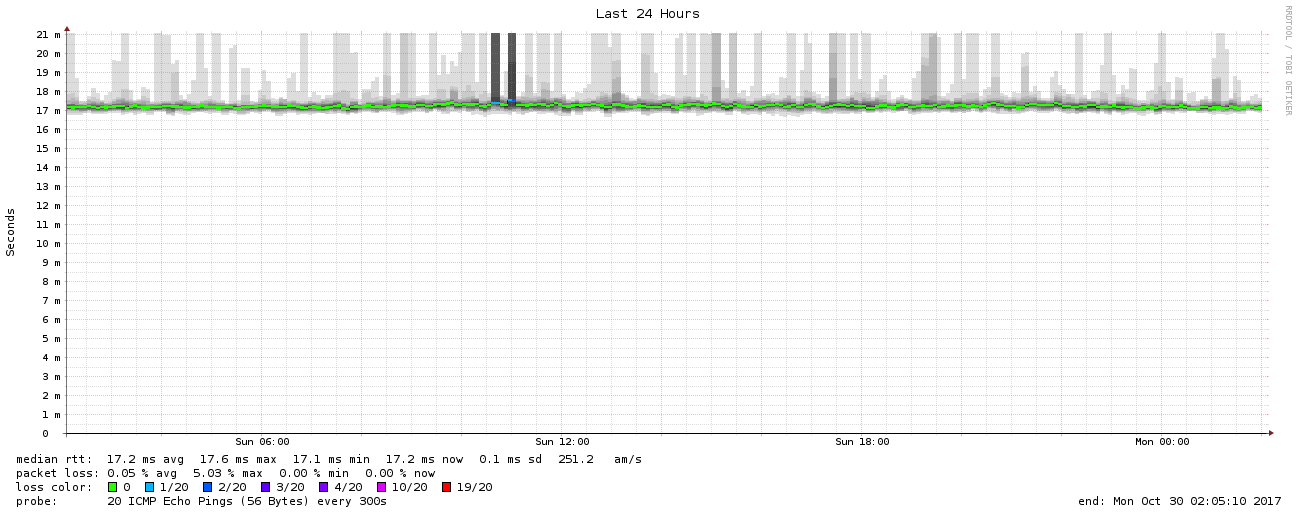 Last 24 Hours
RRDTOOL / TOBI OETIKER
Seconds
21 m
20 m
19 m
18 m
17 m
16 m
15 m
14 m
13 m
12 m
11 m
10 m
9 m
8 m
7 m
6 m
5 m
4 m
3 m
2 m
1 m
0
Sun 06:00 Sun 12:00 Sun 18:00 Mon 00:00
median rtt: 17.2 ms avg 17.6 ms max 17.1 ms min 17.2 ms now 0.1 ms sd 251.2 am/s
packet loss: 0.05 % avg 5.03 % max 0.00 % min 0.00 % now
loss color: 0 1/20 2/20 3/20 4/20 10/20 19/20
probe: 20 ICMP Echo Pings (56 Bytes) every 300s end: Mon Oct 30 02:05:10 2017